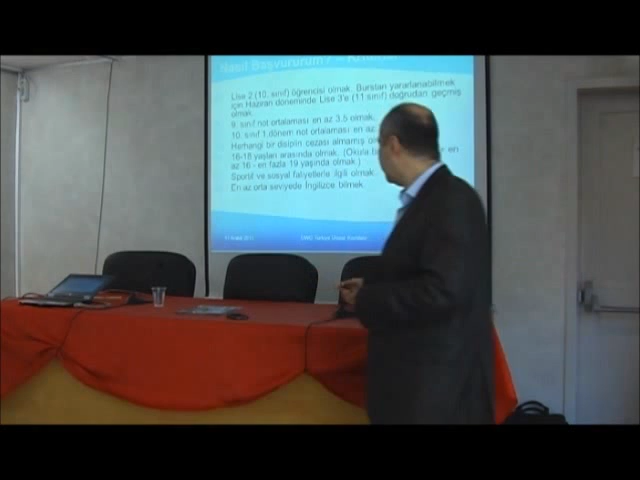 Nasıl Başvururum? –
Lise 2 (10. sınıf) öğrencisi olmak. Burstan yararlanabilmek
için Haziran döneminde Lise 3'e (11 sınıf) doğrudan geçmiş
olmak.
9. sınıf not ortalaması en az 3.5 olmak.
10. sınıf 1.dönem not ortalaması en az
Herhangi bir disiplin cezası almamış
16-18 yaşları arasında olmak. (Okula en
az 16 - en fazla 19 yaşında olmak.)
Sportif ve sosyal faliyetlerle ilgili olmak
En az orta seviyede İngilizce bilmek.